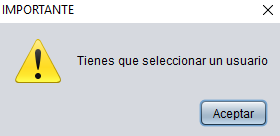 IMPORTANTE
Tienes que seleccionar un usuario
Aceptar